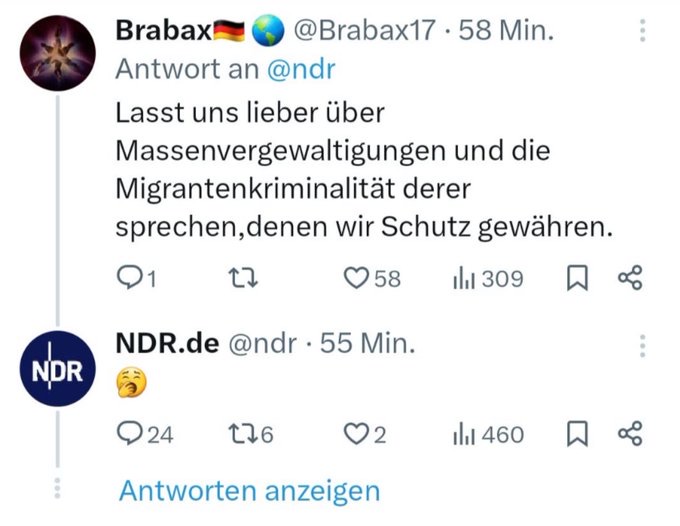 Brabax🇩🇪🌎 @Brabax17 · 58 Min.
Antwort an @ndr
Lasst uns lieber über
Massenvergewaltigungen und die
Migrantenkriminalität derer
sprechen,denen wir Schutz gewähren.
1 58 309
NDR
NDR.de @ndr · 55 Min.
🥱
24 6 2 460
Antworten anzeigen